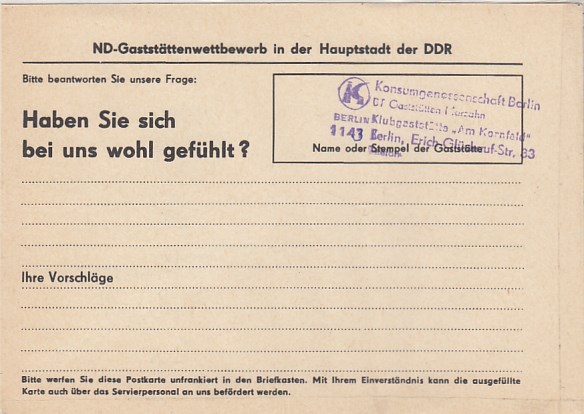 ND-Gaststättenwettbewerb in der Hauptstadt der DDR
Bitte beantworten Sie unsere Frage:
Haben Sie sich
bei uns wohl gefühlt?
Konsumgenossenschaft Berlin
BT Gaststätten Marzahn
BERLIN Klubgaststätte „Am Kornfeld"
1143 Berlin, Erich-Glückauf-Str. 33
Name oder Stempel der Gaststätte
Ihre Vorschläge
Bitte werfen Sie diese Postkarte unfrankiert in den Briefkasten. Mit Ihrem Einverständnis kann die ausgefüllte
Karte auch über das Servierpersonal an uns befördert werden.